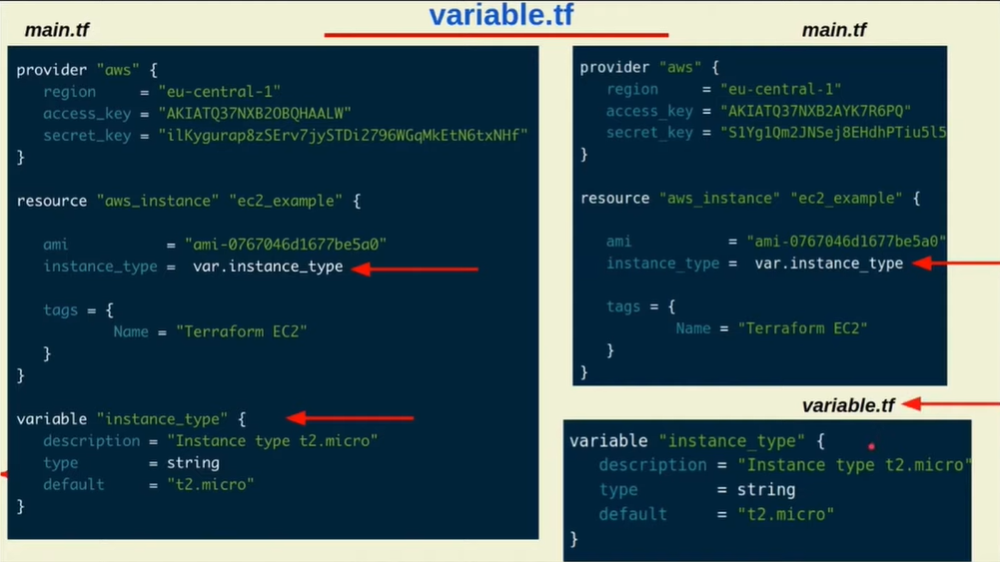 variable.tf
main.tf
provider "aws" {
region = "eu-central-1"
access_key = "AKIATQ37NXB2OBQHAALW"
secret_key = "ilKygurap8zSErv7jySTDi2796WGqMkEtN6txNHf"
}
resource "aws_instance" "ec2_example" {
ami = "ami-0767046d1677be5a0"
instance_type = var.instance_type
tags = {
Name = "Terraform EC2"
}
}
variable "instance_type" {
description = "Instance type t2.micro"
type = string
default = "t2.micro"
}
main.tf
provider "aws" {
region = "eu-central-1"
access_key = "AKIATQ37NXB2AYK7R6PQ"
secret_key = "S1Yg1Qm2JNSej8EHdhPTiu5l5
}
resource "aws_instance" "ec2_example" {
ami = "ami-0767046d1677be5a0"
instance_type = var.instance_type
tags = {
Name = "Terraform EC2"
}
}
variable.tf
variable "instance_type" {
description = "Instance type t2.micro"
type = string
default = "t2.micro"
}